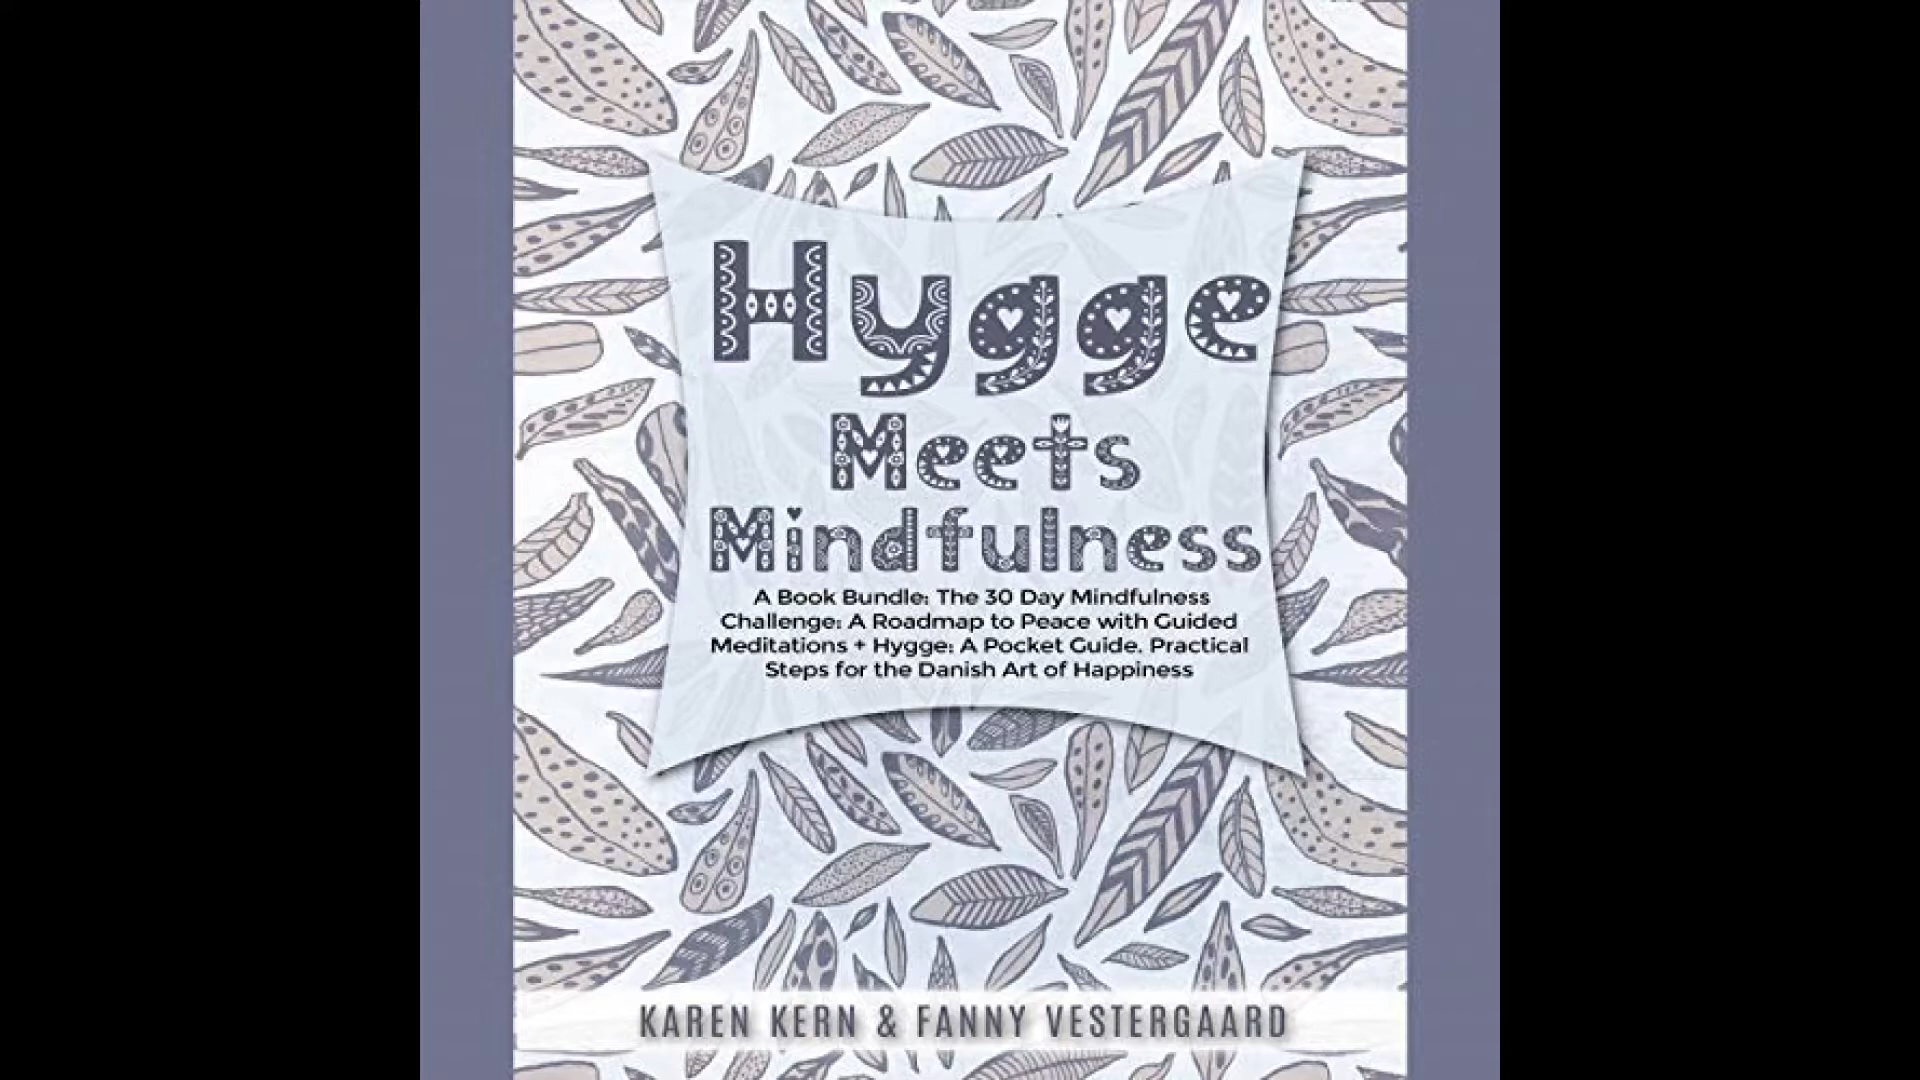 Hygge
Meets
Mindfulness
A Book Bundle: The 30 Day Mindfulness
Challenge: A Roadmap to Peace with Guided
Meditations + Hygge: A Pocket Guide. Practical
Steps for the Danish Art of Happiness
KAREN KERN & FANNY VESTERGAARD